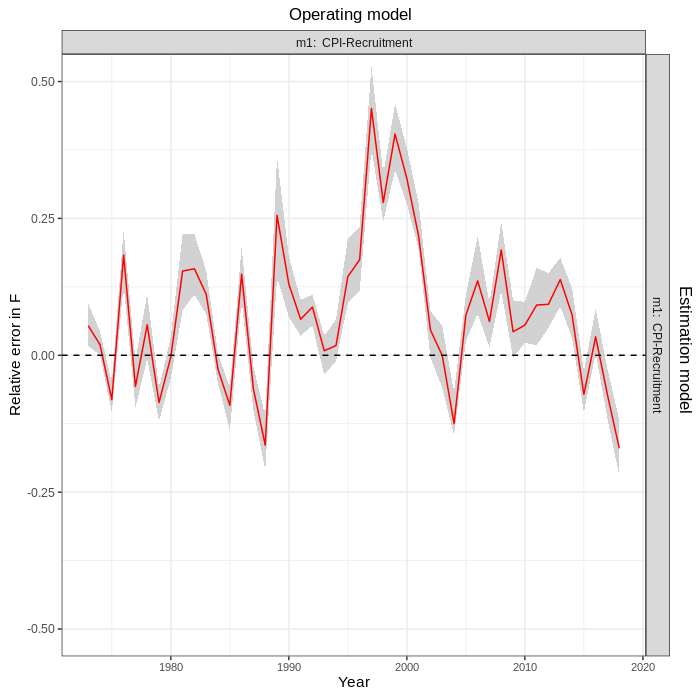 Operating model
m1: CPI-Recruitment
0.50
0.25
0.00
-0.25
-0.50
Relative error in F
1980
1990
2000
2010
2020
Year
m1: CPI-Recruitment
Estimation model